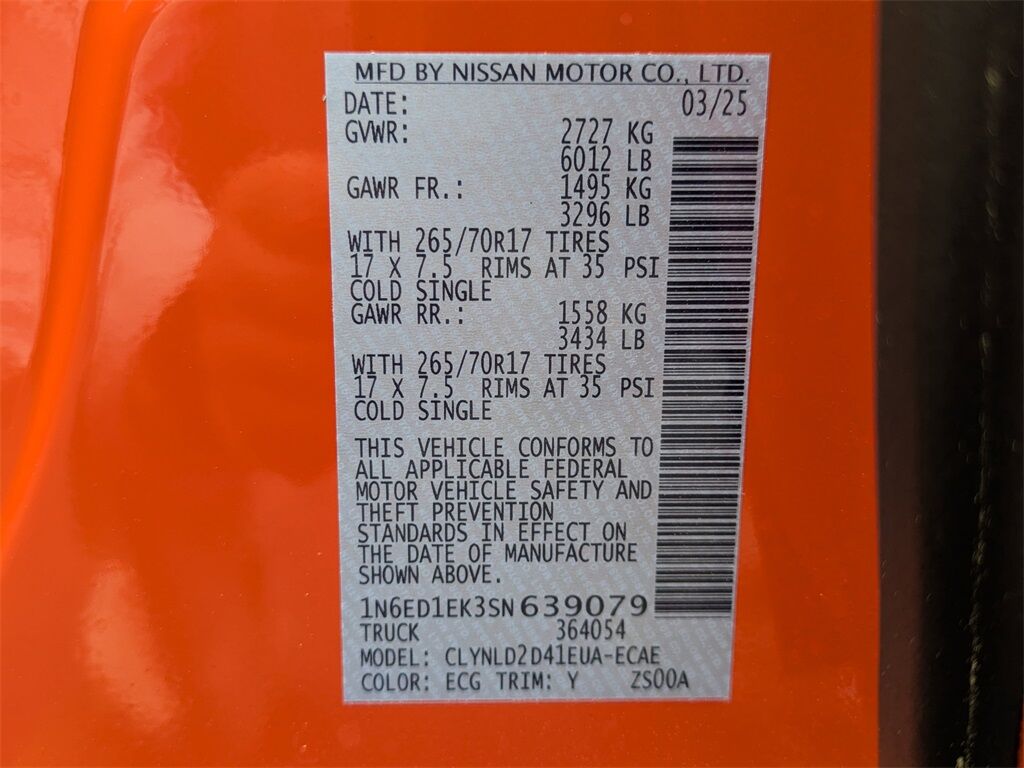 MFD BY NISSAN MOTOR CO., LTD.
DATE: 03/25
GVWR: 2727 KG
6012 LB
GAWR FR.: 1495 KG
3296 LB
WITH 265/70R17 TIRES
17 X 7.5 RIMS AT 35 PSI
COLD SINGLE
GAWR RR.: 1558 KG
3434 LB
WITH 265/70R17 TIRES
17 X 7.5 RIMS AT 35 PSI
COLD SINGLE
THIS VEHICLE CONFORMS TO
ALL APPLICABLE FEDERAL
MOTOR VEHICLE SAFETY AND
THEFT PREVENTION
STANDARDS IN EFFECT ON
THE DATE OF MANUFACTURE
SHOWN ABOVE.
1N6ED1EK3SN639079
TRUCK 364054
MODEL: CLYNLD2D41EUA-ECAE
COLOR: ECG TRIM: Y ZS00A